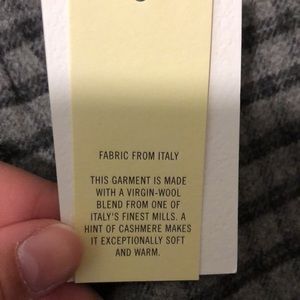 FABRIC FROM ITALY
THIS GARMENT IS MADE
WITH A VIRGIN-WOOL
BLEND FROM ONE OF
ITALY'S FINEST MILLS. A
HINT OF CASHMERE MAKES
IT EXCEPTIONALLY SOFT
AND WARM.